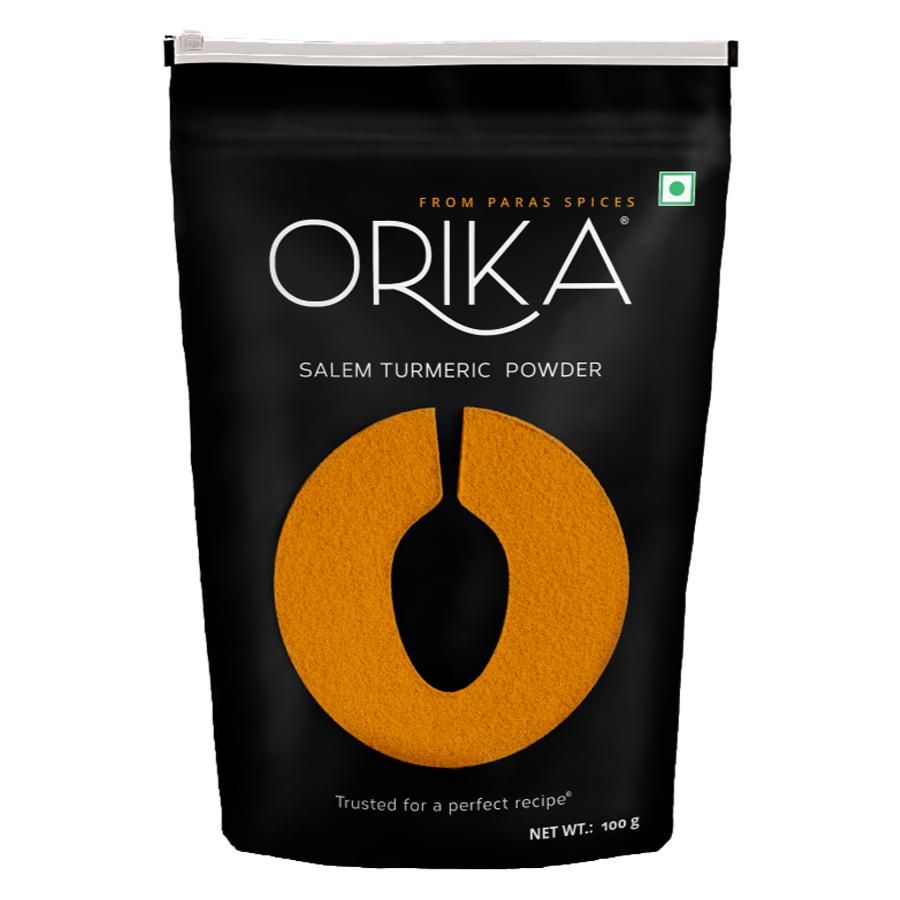 FROM PARAS SPICES
ORIKA®
SALEM TURMERIC POWDER
Trusted for a perfect recipe®
NET WT.: 100 g